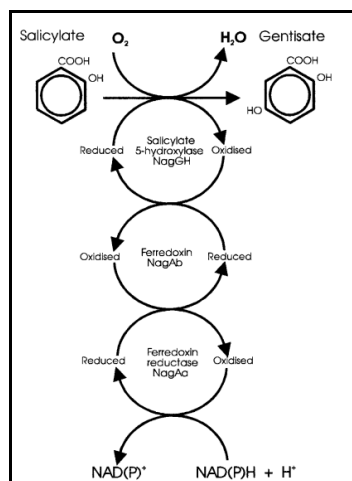 Salicylate O₂ H₂O Gentisate
COOH COOH
OH OH
HO
Salicylate
5-hydroxylase
Reduced NagGH Oxidised
Ferredoxin
Oxidised NagAb Reduced
Ferredoxin
Reduced reductase Oxidised
NagAa
NAD(P)⁺ NAD(P)H + H⁺